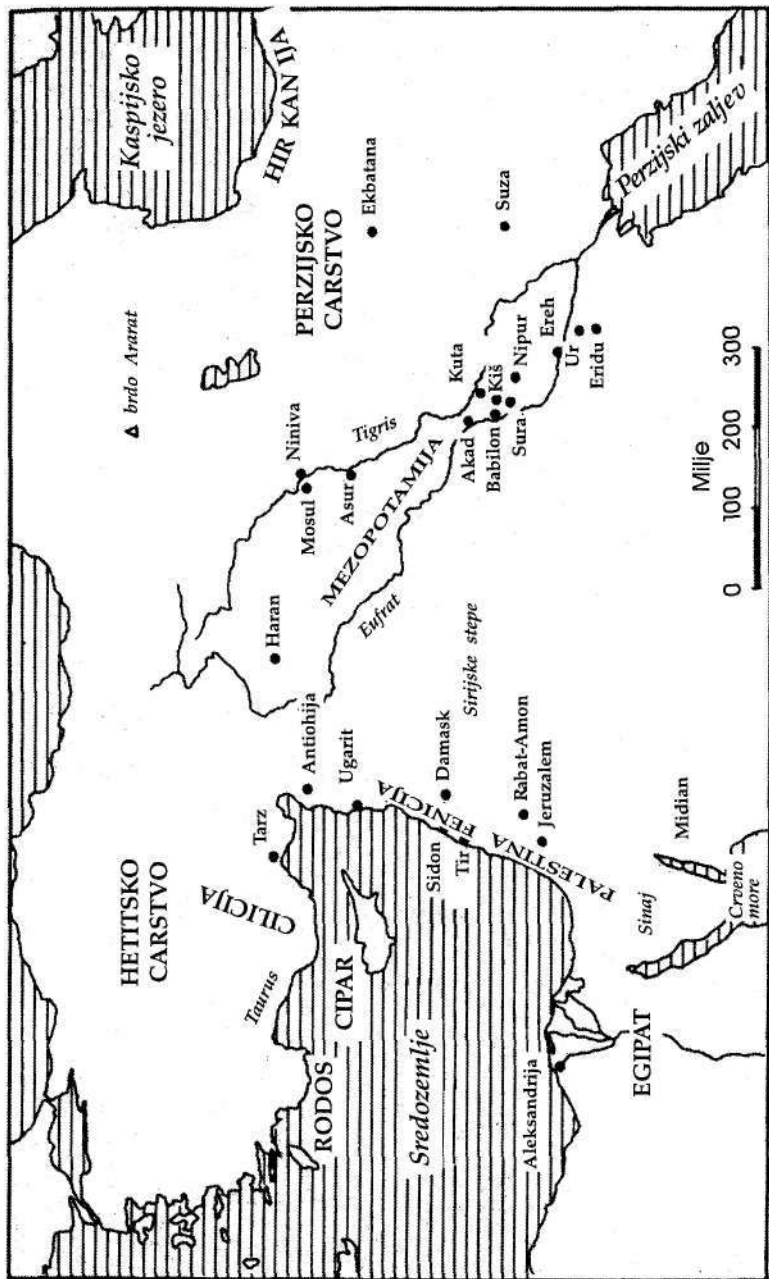 Kaspijsko
jezero
HIR KAN IJA
HETITSKO
CARSTVO
brdo Ararat
PERZIJSKO
CARSTVO
Ekbatana
Taurus
CILICIJA
Tarz
Antiohija
Haran
Niniva
Mosul
Asur
Tigris
RODOS
CIPAR
Ugarit
MEZOPOTAMIJA
Eufrat
Sredozemlje
Sidon
Tir
PALESTINA FENICIJA
Damask
Sirijske stepe
Kuta
Akad
Kiš
Babilon
Nipur
Sura
Suza
Ereh
Ur
Eridu
Perzijski zaljev
Rabat-Amon
Jeruzalem
Aleksandrija
EGIPAT
Sinaj
Midian
Crveno
more
Milje
0 100 200 300